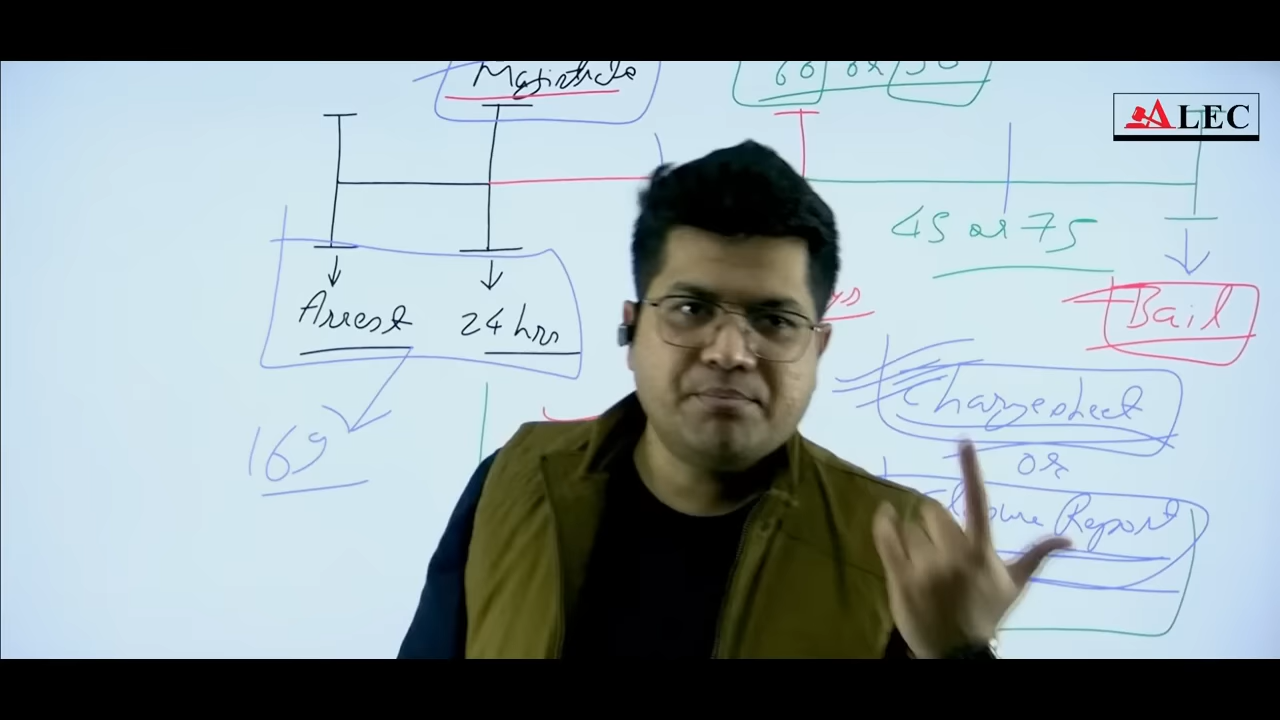 Magistrate
60 or 90
ALEC
45 or 75
Arrest
24 hrs
Bail
Chargesheet
or
169
Closure Report